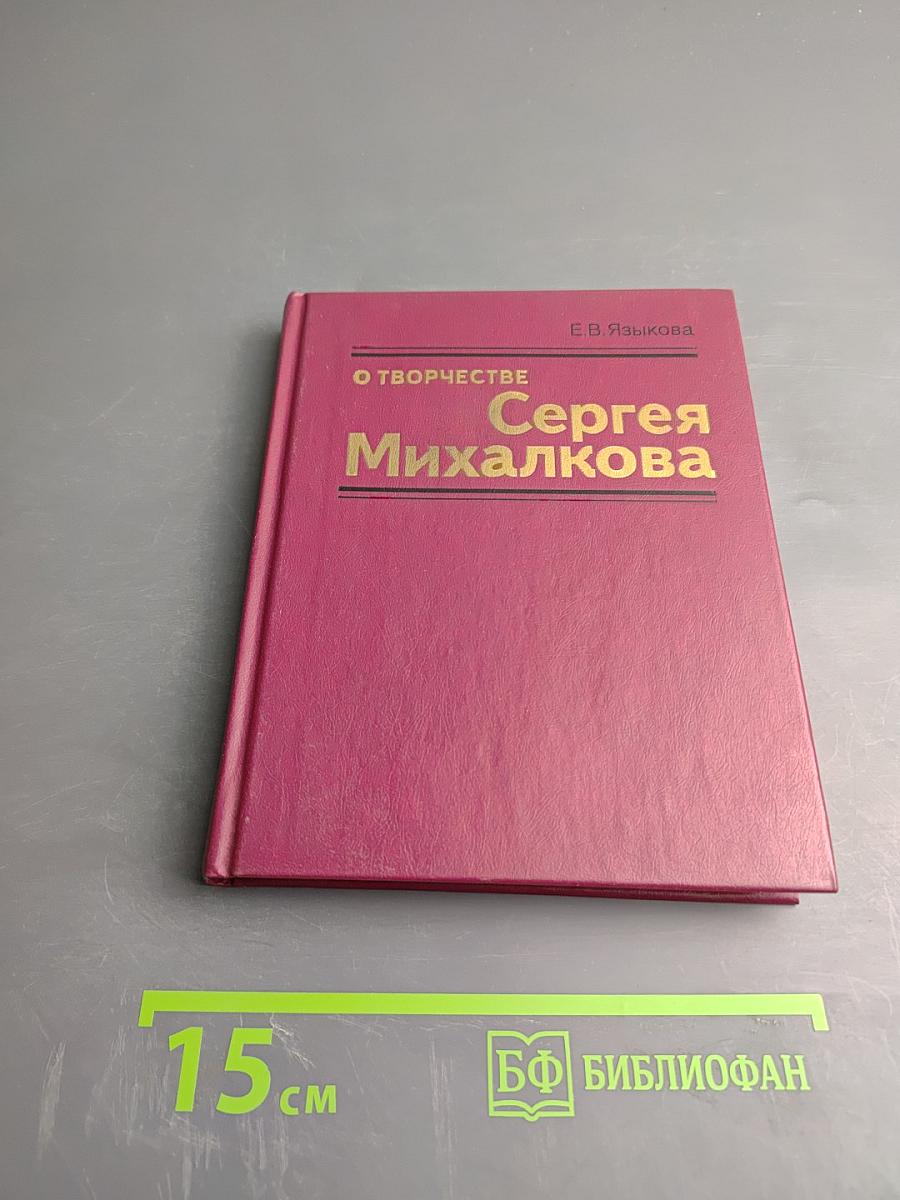 Е.В.Языкова
О ТВОРЧЕСТВЕ
Сергея
Михалкова
15 см
БФ БИБЛИОФАН